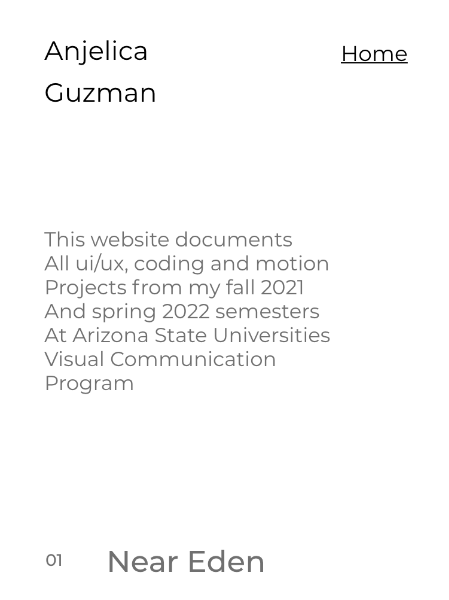 Anjelica
Guzman
Home
This website documents
All ui/ux, coding and motion
Projects from my fall 2021
And spring 2022 semesters
At Arizona State Universities
Visual Communication
Program
01 Near Eden